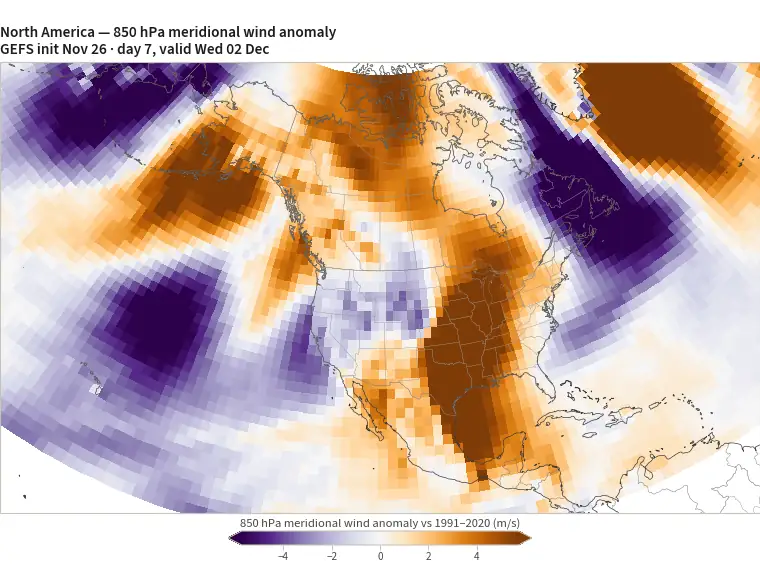 North America — 850 hPa meridional wind anomaly
GEFS init Nov 26 · day 7, valid Wed 02 Dec
850 hPa meridional wind anomaly vs 1991–2020 (m/s)
−4 −2 0 2 4